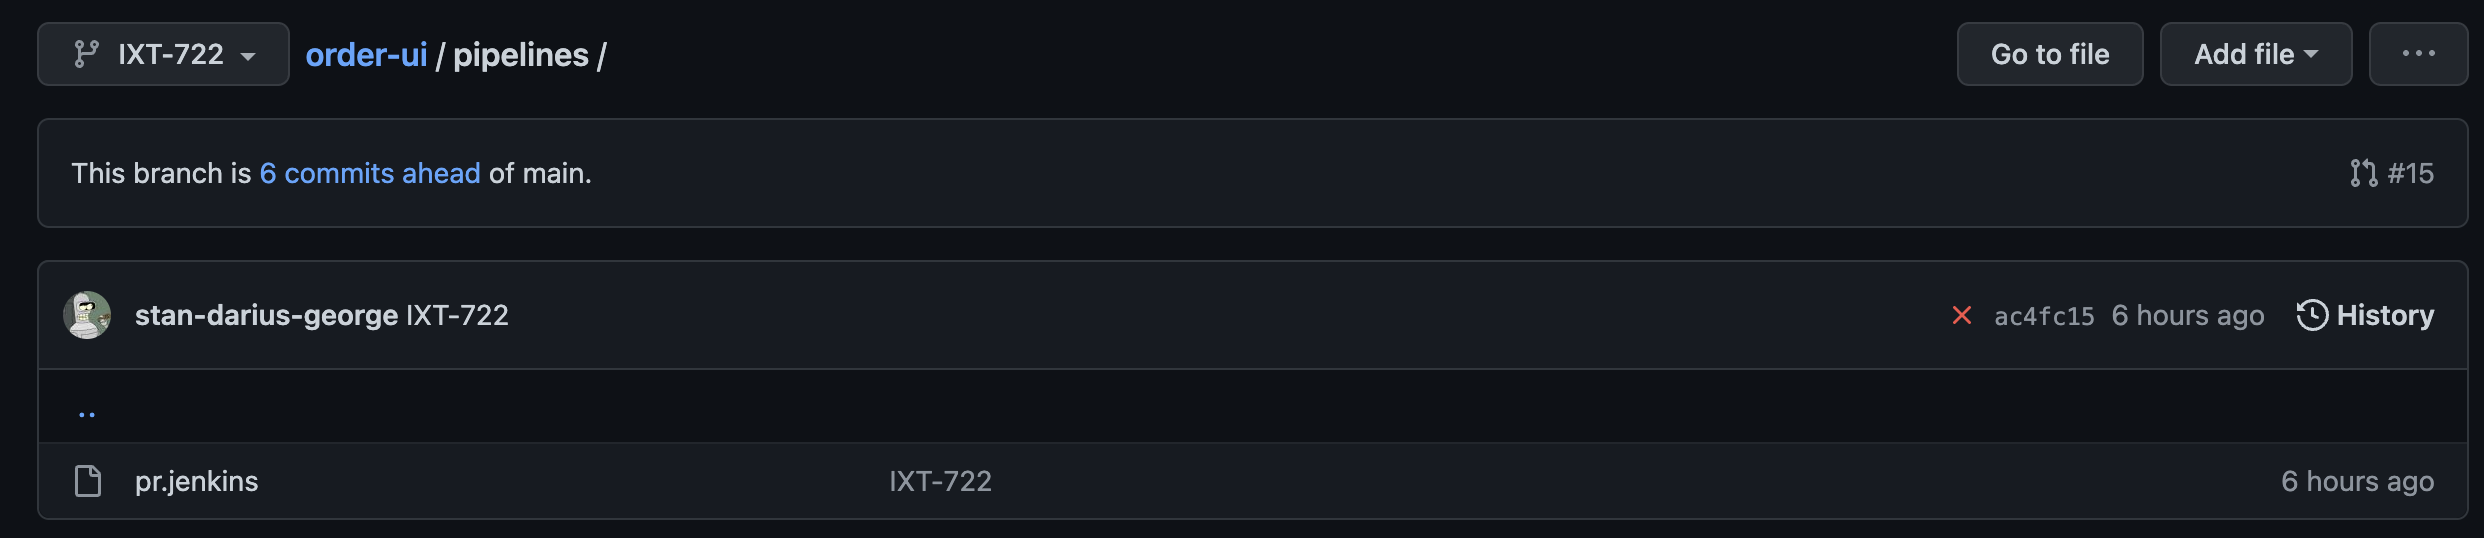 IXT-722 order-ui / pipelines / Go to file Add file ...
This branch is 6 commits ahead of main. #15
stan-darius-george IXT-722 ac4fc15 6 hours ago History
..
pr.jenkins IXT-722 6 hours ago